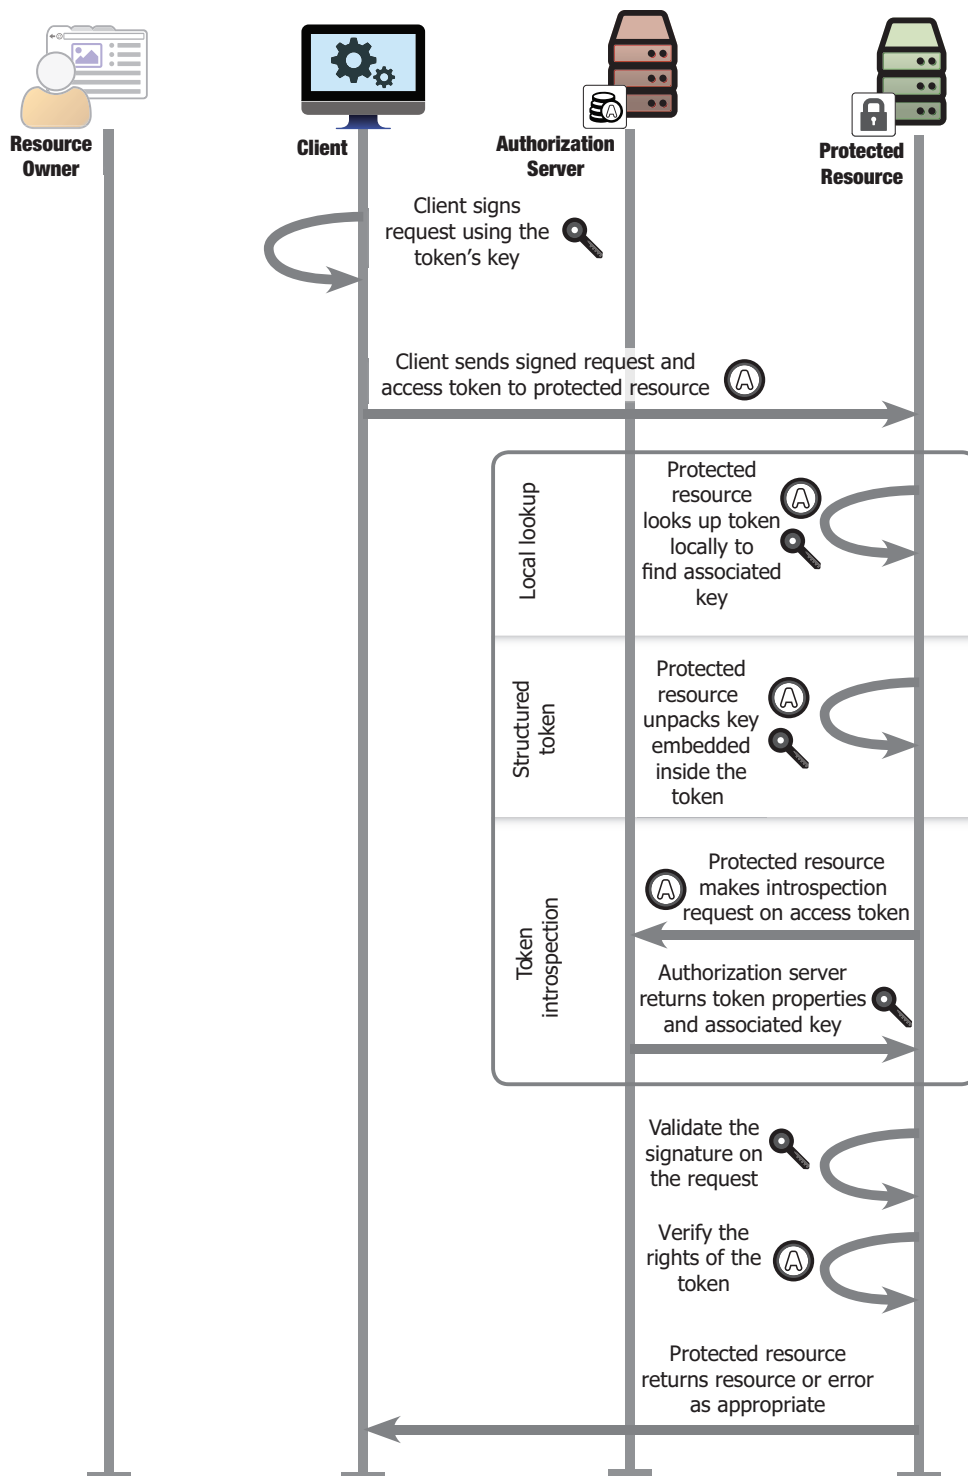 Resource
Owner
Client
Authorization
Server
Protected
Resource
Client signs
request using the
token’s key
Client sends signed request and
access token to protected resource
Local lookup
Protected
resource
looks up token
locally to
find associated
key
Structured
token
Protected
resource
unpacks key
embedded
inside the
token
Token
introspection
Protected resource
makes introspection
request on access token
Authorization server
returns token properties
and associated key
Validate the
signature on
the request
Verify the
rights of the
token
Protected resource
returns resource or error
as appropriate